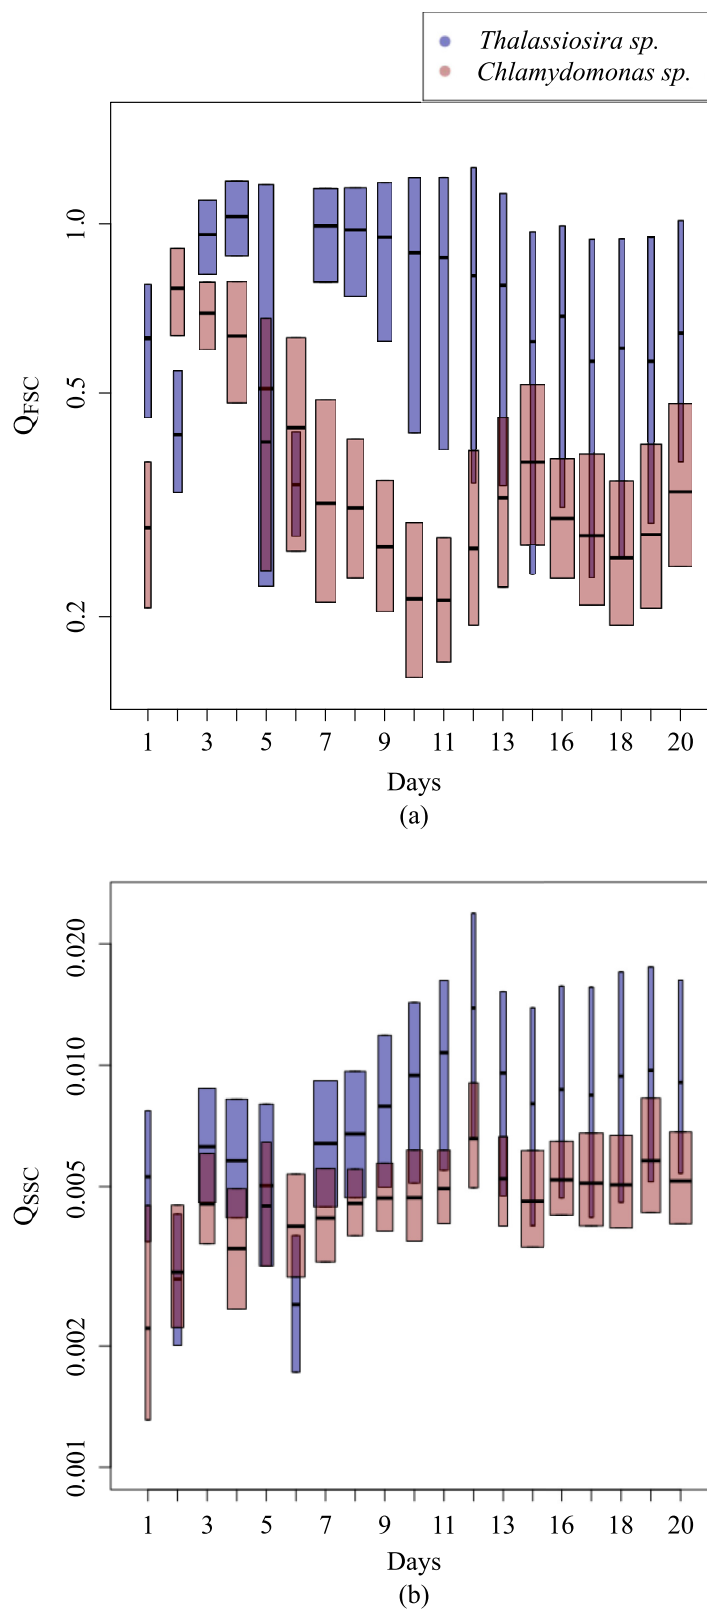 Thalassiosira sp.
Chlamydomonas sp.
1.0
0.5
0.2
QFSC
1 3 5 7 9 11 13 16 18 20
Days
(a)
0.020
0.010
0.005
0.002
0.001
QSSC
1 3 5 7 9 11 13 16 18 20
Days
(b)